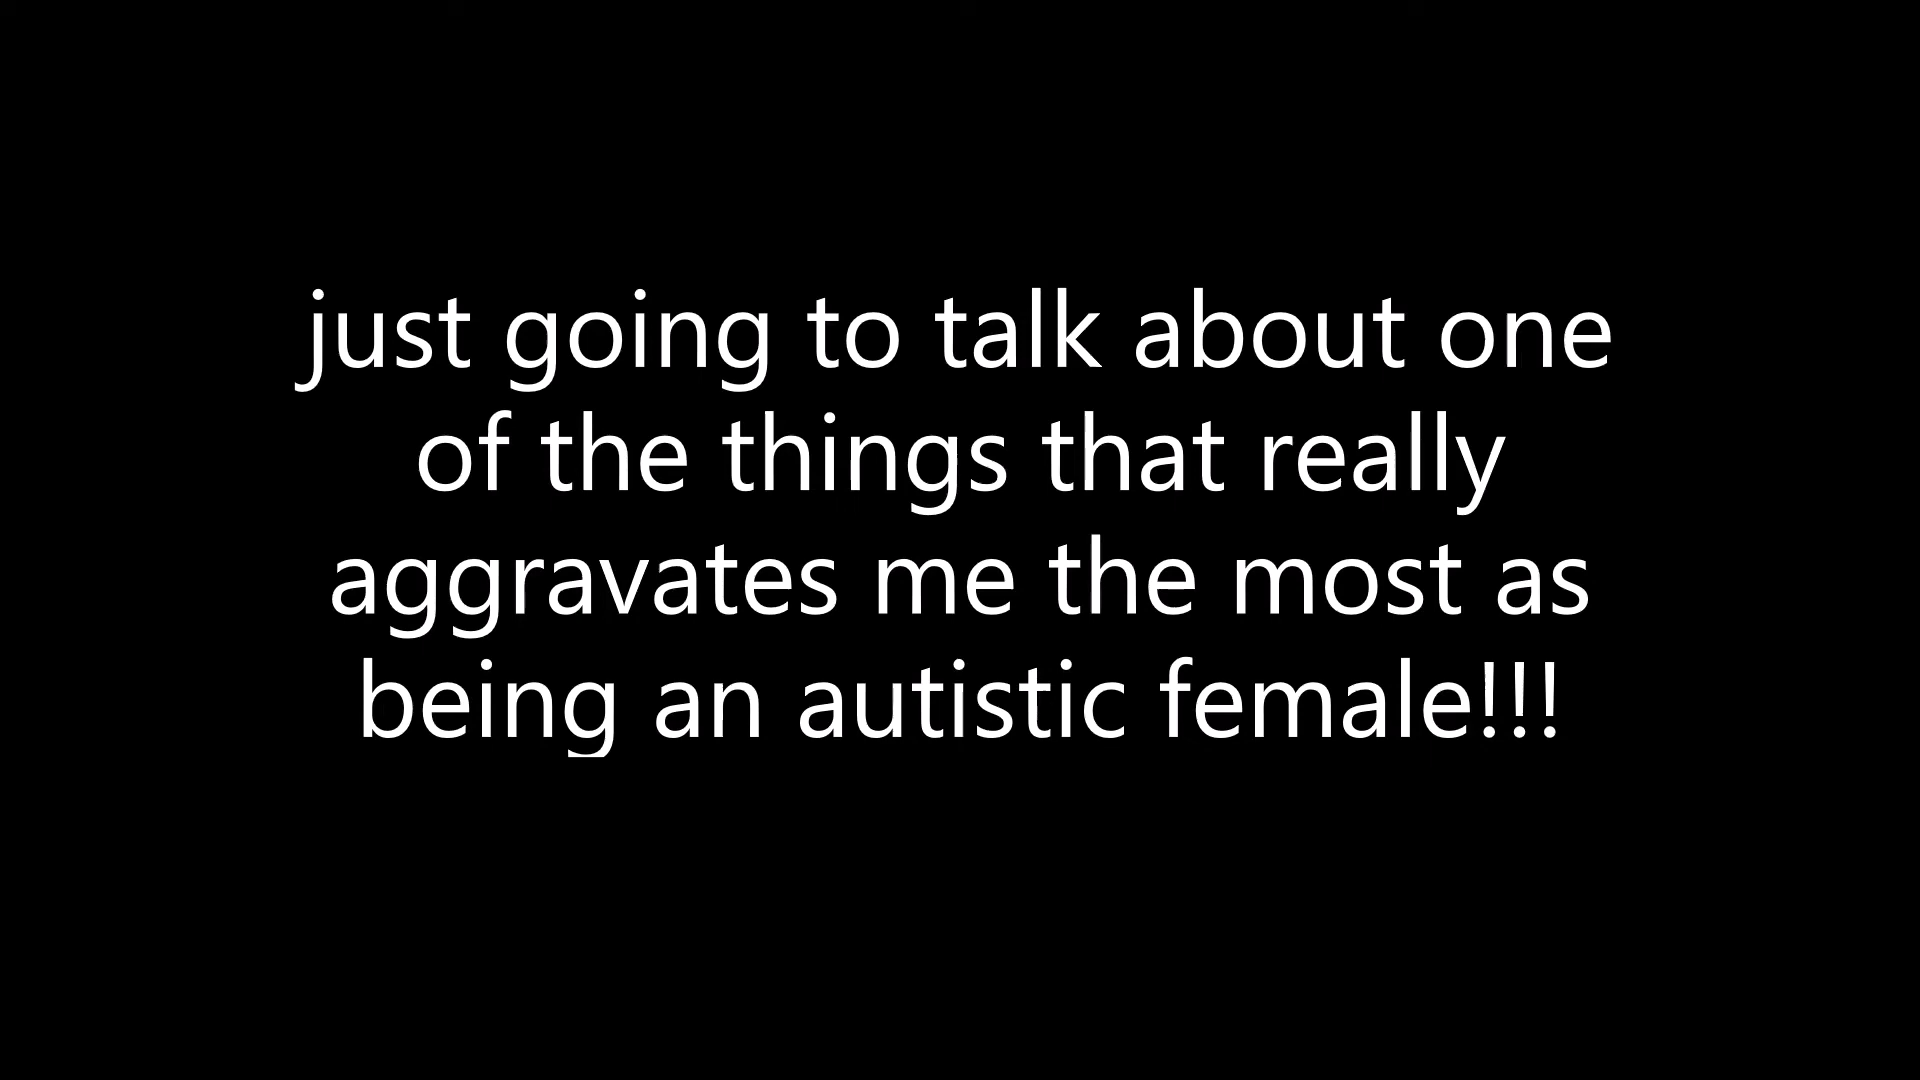 just going to talk about one
of the things that really
aggravates me the most as
being an autistic female!!!